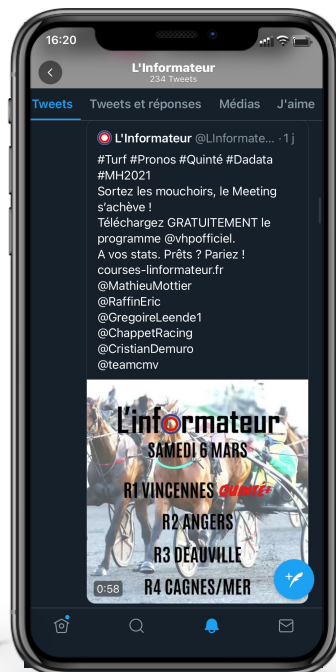 16:20
L'Informateur
234 Tweets
Tweets Tweets et réponses Médias J'aime
L'Informateur @LInformate... · 1 j
#Turf #Pronos #Quinté #Dadata
#MH2021
Sortez les mouchoirs, le Meeting
s'achève !
Téléchargez GRATUITEMENT le
programme @vhpofficiel.
A vos stats. Prêts ? Pariez !
courses-linformateur.fr
@MathieuMottier
@RaffinEric
@GregoireLeende1
@ChappetRacing
@CristianDemuro
@teamcmv
L'informateur
SAMEDI 6 MARS
R1 VINCENNES QUINTÉ+
R2 ANGERS
R3 DEAUVILLE
R4 CAGNES/MER
0:58